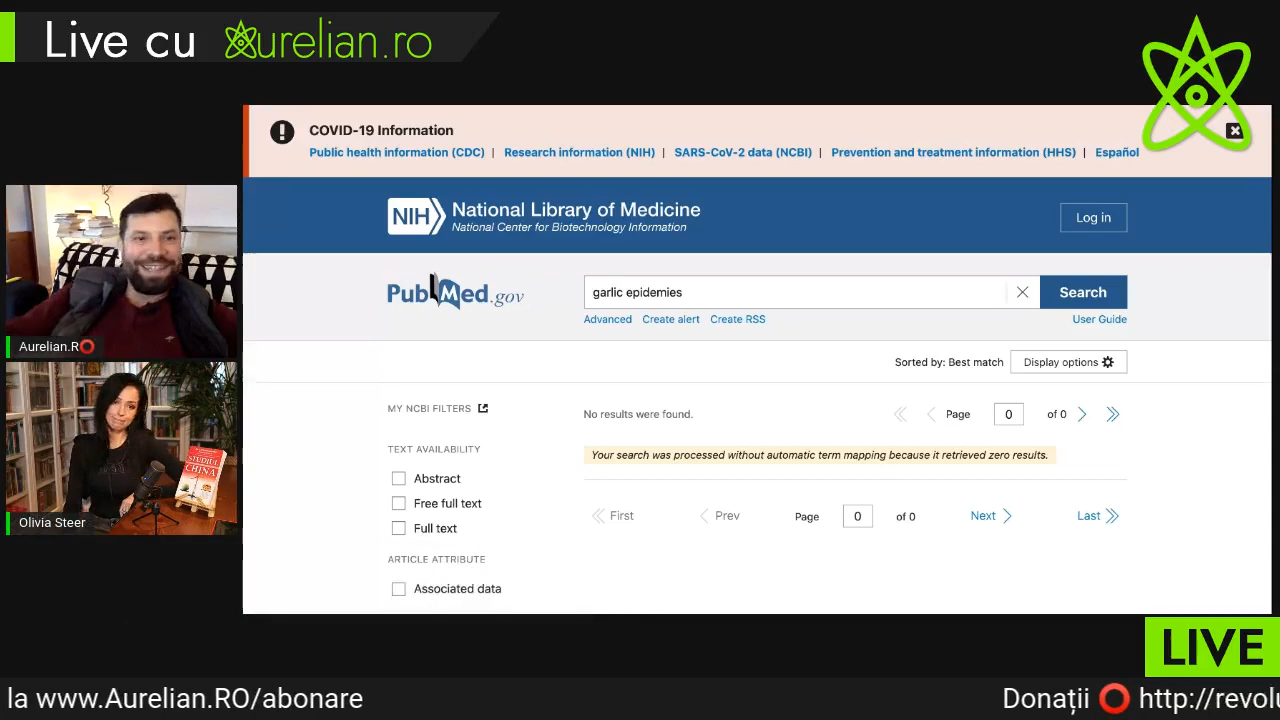 Live cu Aurelian.ro
COVID-19 Information
Public health information (CDC) | Research information (NIH) | SARS-CoV-2 data (NCBI) | Prevention and treatment information (HHS) | Español
NIH National Library of Medicine
National Center for Biotechnology Information
Log in
PubMed.gov
garlic epidemies
Search
Advanced Create alert Create RSS
User Guide
Sorted by: Best match
Display options
MY NCBI FILTERS
No results were found.
Page 0 of 0
TEXT AVAILABILITY
Your search was processed without automatic term mapping because it retrieved zero results.
Abstract
Free full text
Full text
First Prev Page 0 of 0 Next Last
ARTICLE ATTRIBUTE
Associated data
Aurelian.R
STUDIUL
CHINA
Olivia Steer
LIVE
la www.Aurelian.RO/abonare
Donații http://revolu